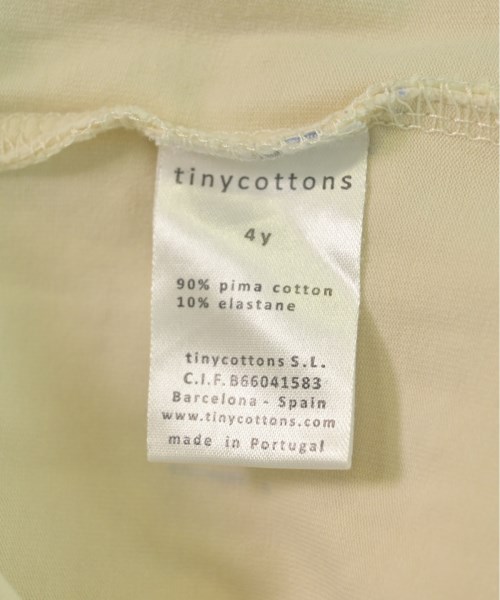 tinycottons
4y
90% pima cotton
10% elastane
tinycottons S.L.
C.I.F. B66041583
Barcelona - Spain
www.tinycottons.com
made in Portugal